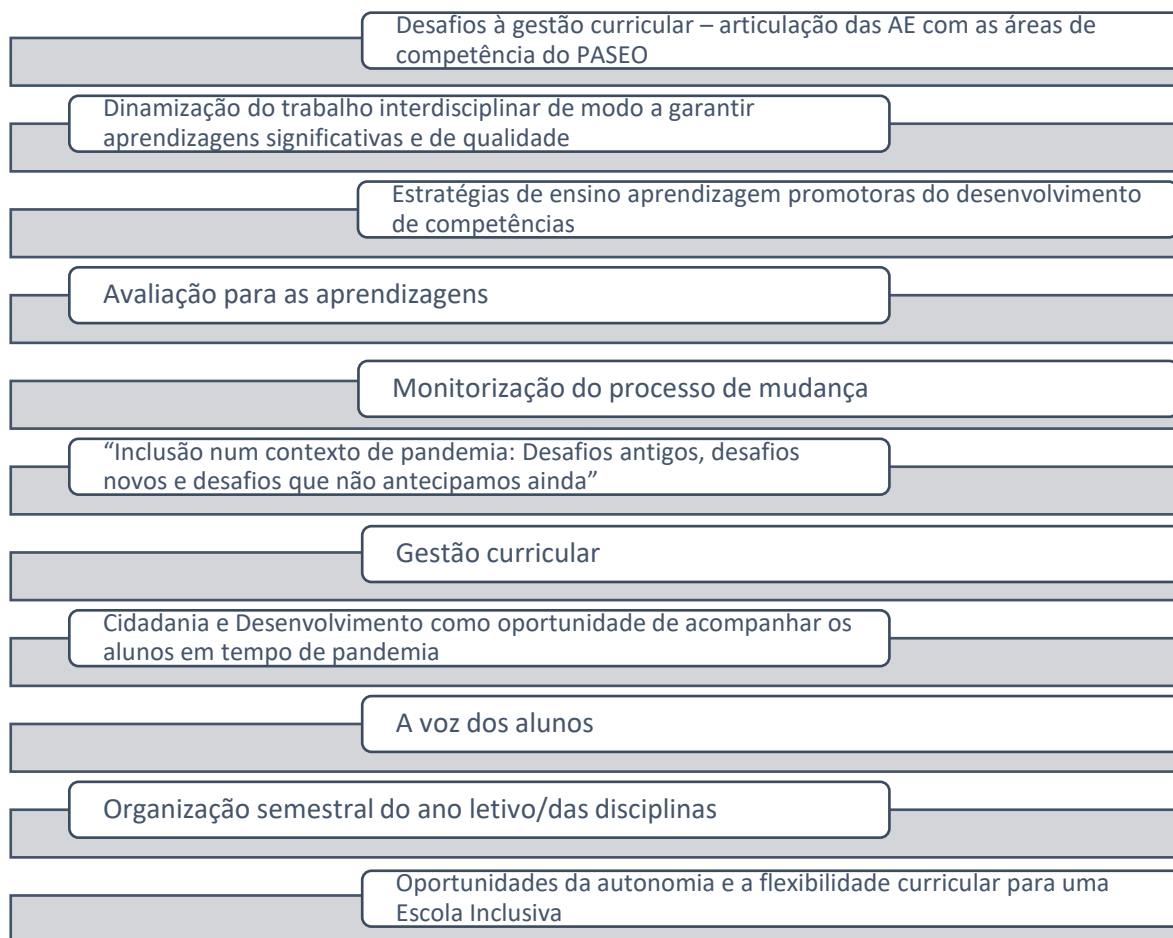 Desafios à gestão curricular – articulação das AE com as áreas de
competência do PASEO
Dinamização do trabalho interdisciplinar de modo a garantir
aprendizagens significativas e de qualidade
Estratégias de ensino aprendizagem promotoras do desenvolvimento
de competências
Avaliação para as aprendizagens
Monitorização do processo de mudança
“Inclusão num contexto de pandemia: Desafios antigos, desafios
novos e desafios que não antecipamos ainda”
Gestão curricular
Cidadania e Desenvolvimento como oportunidade de acompanhar os
alunos em tempo de pandemia
A voz dos alunos
Organização semestral do ano letivo/das disciplinas
Oportunidades da autonomia e a flexibilidade curricular para uma
Escola Inclusiva